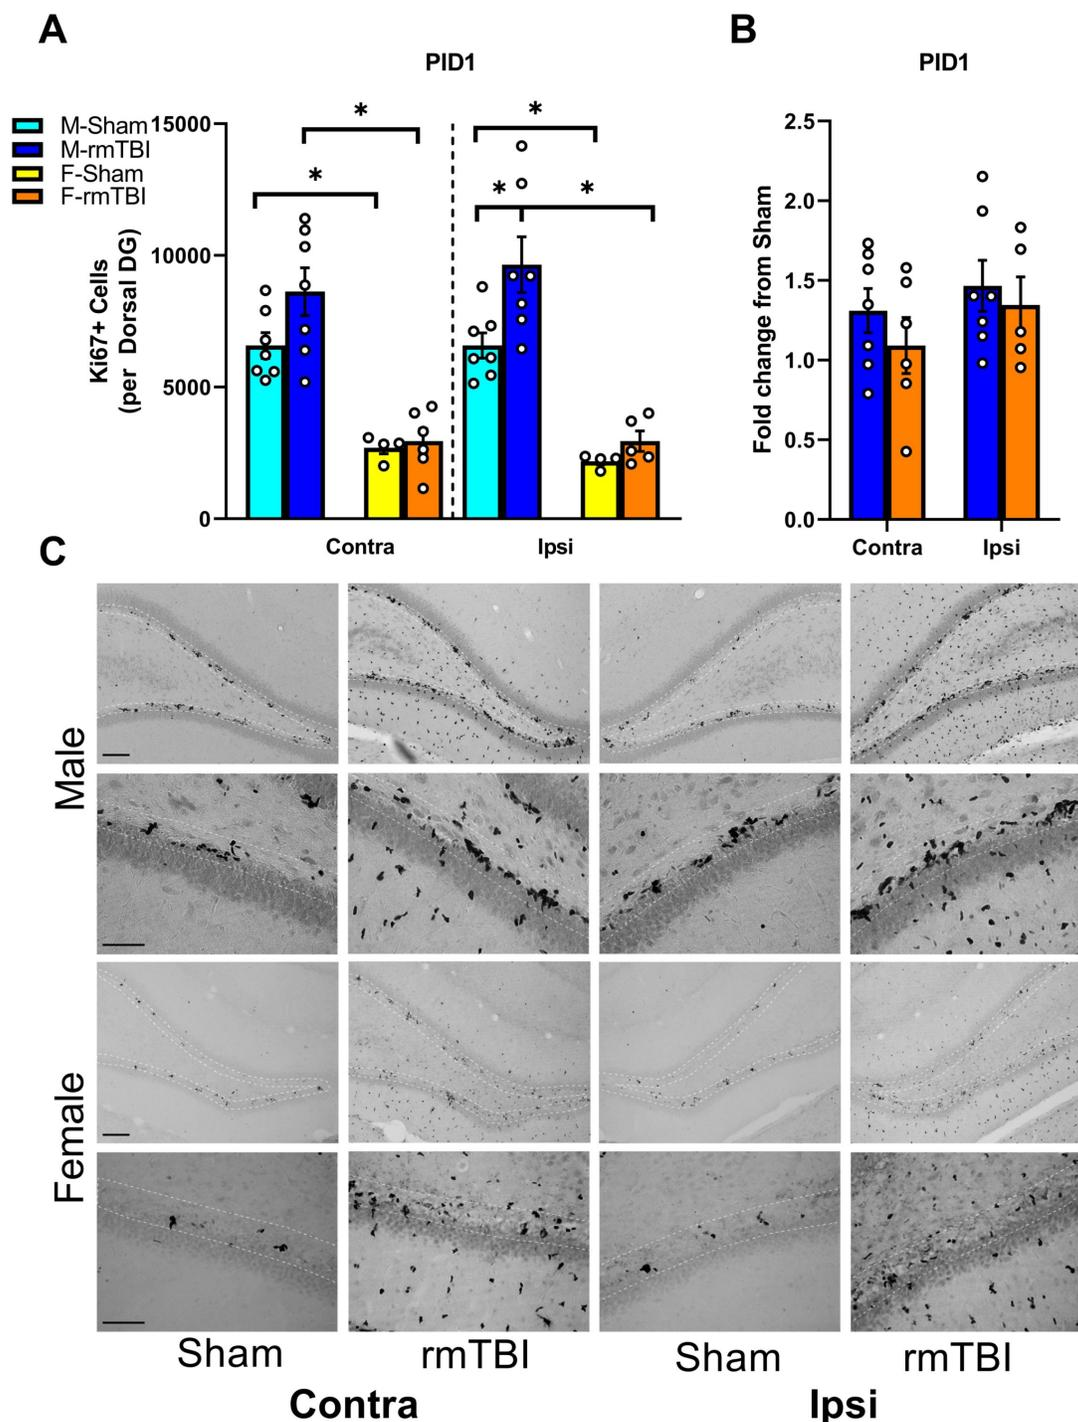 A
B
PID1
PID1
M-Sham
M-rmTBI
F-Sham
F-rmTBI
*
*
*
*
*
Ki67+ Cells
(per Dorsal DG)
15000
10000
5000
0
Contra
Ipsi
Fold change from Sham
2.5
2.0
1.5
1.0
0.5
0.0
Contra
Ipsi
C
Male
Female
Sham
rmTBI
Sham
rmTBI
Contra
Ipsi